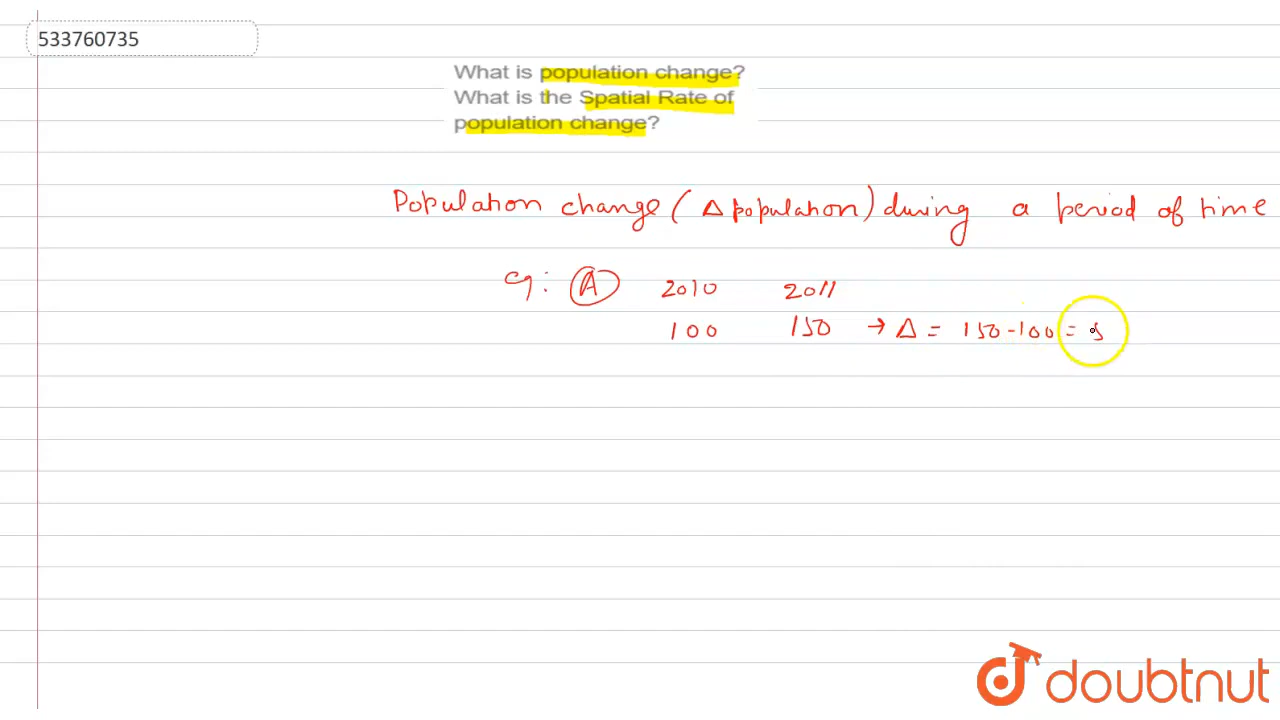 533760735
What is population change?
What is the Spatial Rate of
population change?
Population change (Δ population) during a period of time
eg: A 2010 2011
100 150 → Δ = 150-100 = 5
doubtnut